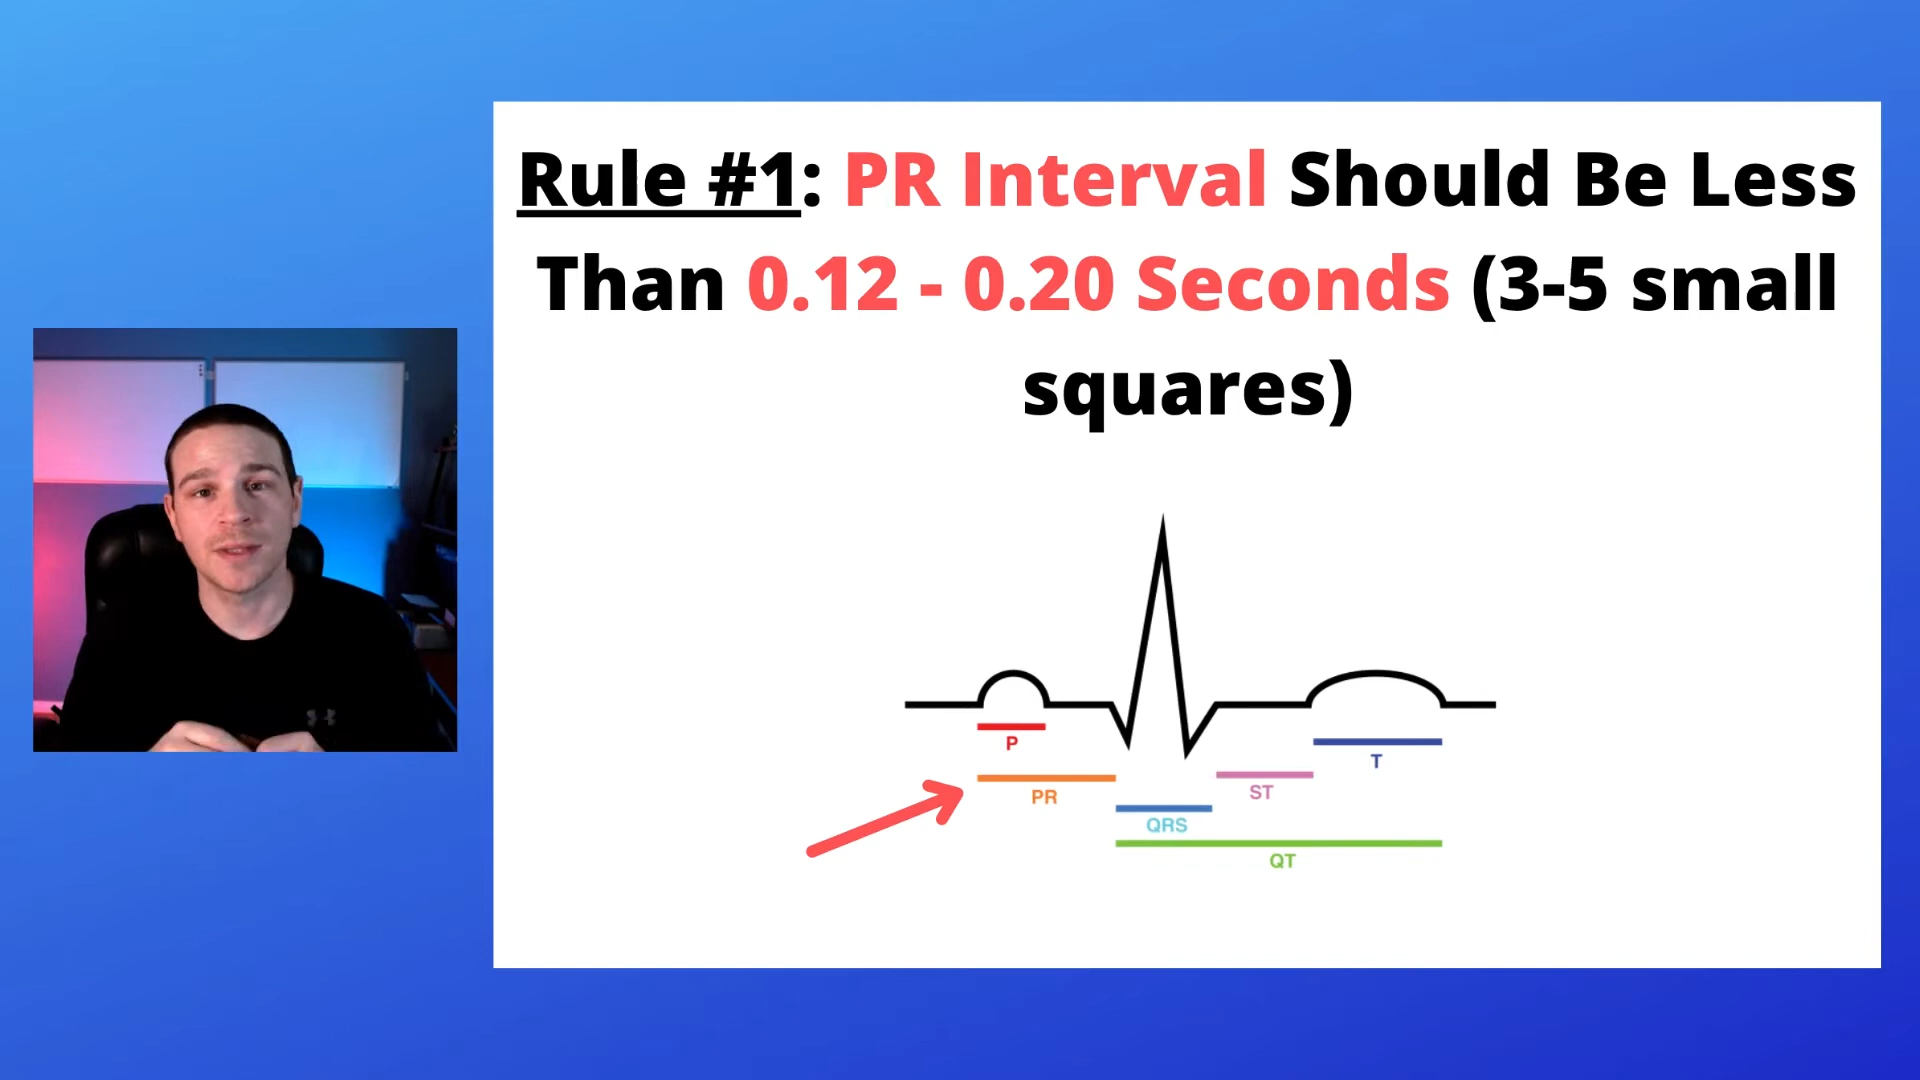 Rule #1: PR Interval Should Be Less
Than 0.12 - 0.20 Seconds (3-5 small
squares)
P
PR
QRS
ST
T
QT